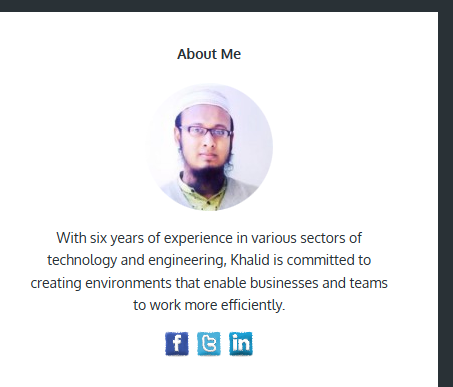 About Me
With six years of experience in various sectors of
technology and engineering, Khalid is committed to
creating environments that enable businesses and teams
to work more efficiently.
f t in